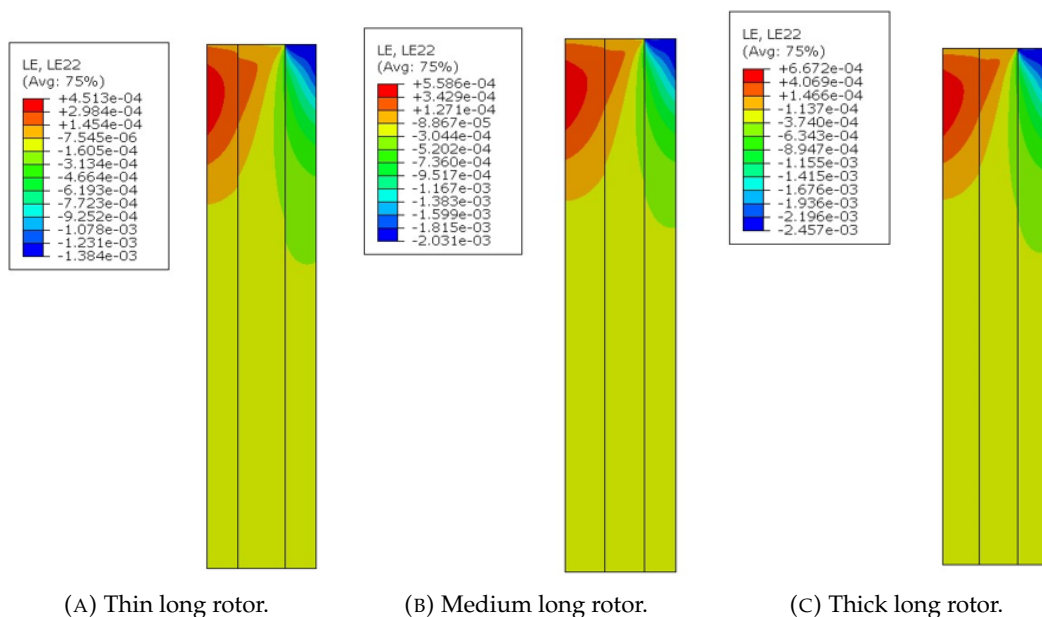 LE, LE22
(Avg: 75%)
+4.513e-04
+2.984e-04
+1.454e-04
-7.545e-06
-1.605e-04
-3.134e-04
-4.664e-04
-6.193e-04
-7.723e-04
-9.252e-04
-1.078e-03
-1.231e-03
-1.384e-03
LE, LE22
(Avg: 75%)
+5.586e-04
+3.429e-04
+1.271e-04
-8.867e-05
-3.044e-04
-5.202e-04
-7.360e-04
-9.517e-04
-1.167e-03
-1.383e-03
-1.599e-03
-1.815e-03
-2.031e-03
LE, LE22
(Avg: 75%)
+6.672e-04
+4.069e-04
+1.466e-04
-1.137e-04
-3.740e-04
-6.343e-04
-8.947e-04
-1.155e-03
-1.415e-03
-1.676e-03
-1.936e-03
-2.196e-03
-2.457e-03
(A) Thin long rotor.
(B) Medium long rotor.
(C) Thick long rotor.